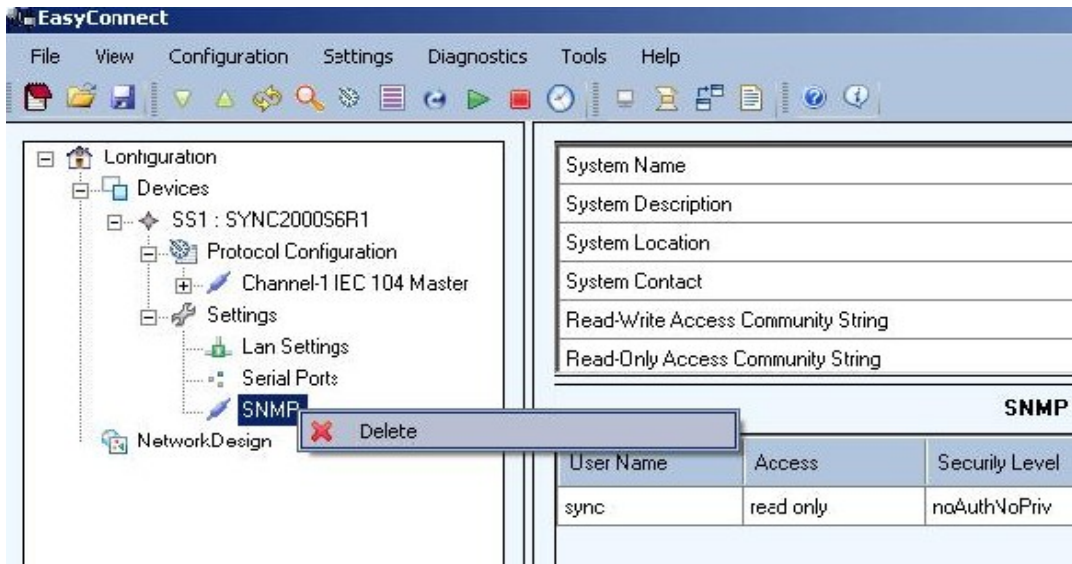 EasyConnect
File View Configuration Settings Diagnostics Tools Help
Configuration
Devices
SS1 : SYNC2000S6R1
Protocol Configuration
Channel-1 IEC 104 Master
Settings
Lan Settings
Serial Ports
SNMP
Delete
NetworkDesign
System Name
System Description
System Location
System Contact
Read-Write Access Community String
Read-Only Access Community String
SNMP
User Name Access Security Level
sync read only noAuthNoPriv